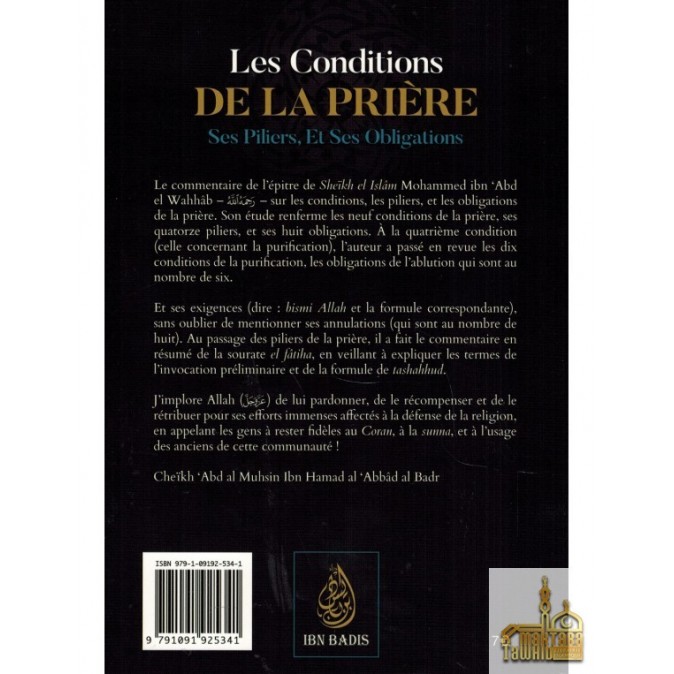 Les Conditions
DE LA PRIÈRE
Ses Piliers, Et Ses Obligations
Le commentaire de l'épitre de Sheïkh el Islâm Mohammed ibn 'Abd
el Wahhâb – رَحِمَهُ اللَّهُ – sur les conditions, les piliers, et les obligations
de la prière. Son étude renferme les neuf conditions de la prière, ses
quatorze piliers, et ses huit obligations. À la quatrième condition
(celle concernant la purification), l'auteur a passé en revue les dix
conditions de la purification, les obligations de l'ablution qui sont au
nombre de six.
Et ses exigences (dire : bismi Allah et la formule correspondante),
sans oublier de mentionner ses annulations (qui sont au nombre de
huit). Au passage des piliers de la prière, il a fait le commentaire en
résumé de la sourate el fâtiha, en veillant à expliquer les termes de
l'invocation préliminaire et de la formule de tashahhud.
J'implore Allah (عَزَّوَجَلَّ) de lui pardonner, de le récompenser et de le
rétribuer pour ses efforts immenses affectés à la défense de la religion,
en appelant les gens à rester fidèles au Coran, à la sunna, et à l'usage
des anciens de cette communauté !
Cheïkh 'Abd al Muhsin Ibn Hamad al 'Abbâd al Badr
ISBN 979-1-09192-534-1
9 791091 925341
IBN BADIS
MAKTABA
TAWHID